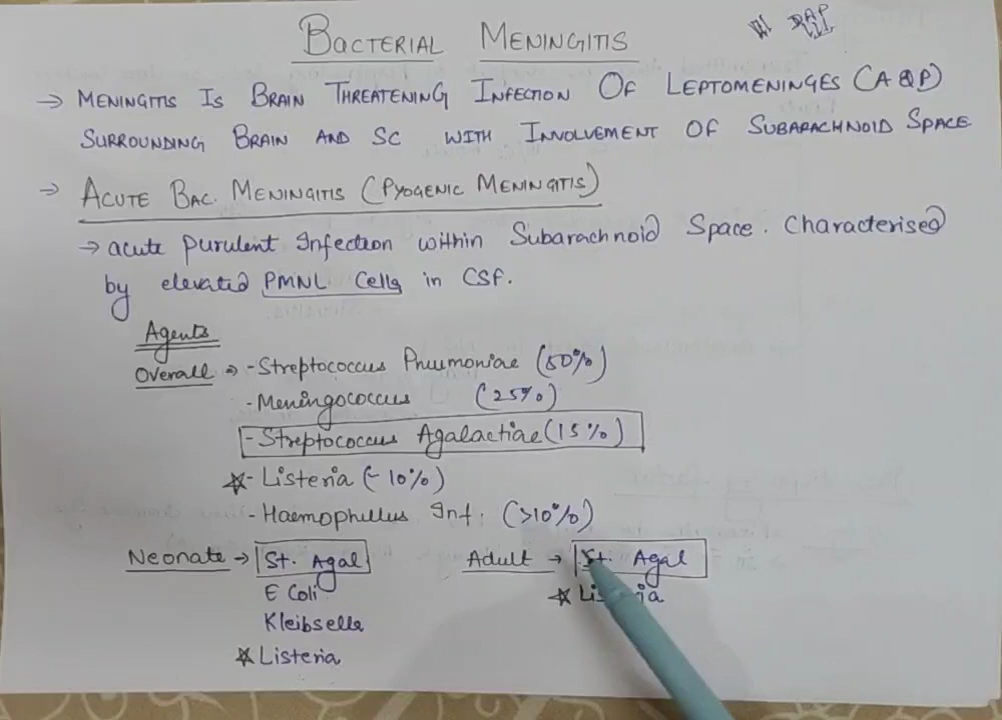 BACTERIAL MENINGITIS
→ MENINGITIS IS BRAIN THREATENING INFECTION OF LEPTOMENINGES (A & P)
SURROUNDING BRAIN AND SC WITH INVOLVEMENT OF SUBARACHNOID SPACE
→ ACUTE BAC. MENINGITIS (PYOGENIC MENINGITIS)
→ acute purulent Infection within Subarachnoid Space. Characterised
by elevated PMNL Cells in CSF.
Agents
Overall → - Streptococcus Pnuumoniae (50%)
- Meningococcus (25%)
- Streptococcus Agalactiae (15%)
☆ - Listeria (~10%)
- Haemophillus Inf. (>10%)
Neonate → St. Agal Adult → St. Agal
E Coli ☆
Kleibselle
☆ Listeria